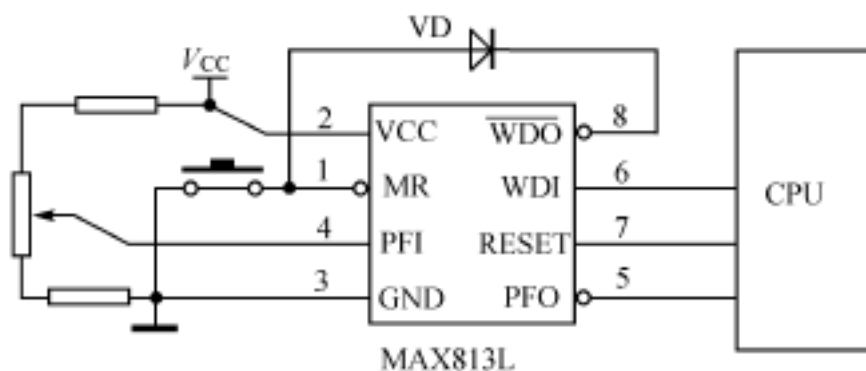 VD
V_CC
2
VCC
WDO
8
1
MR
WDI
6
CPU
4
PFI
RESET
7
3
GND
PFO
5
MAX813L